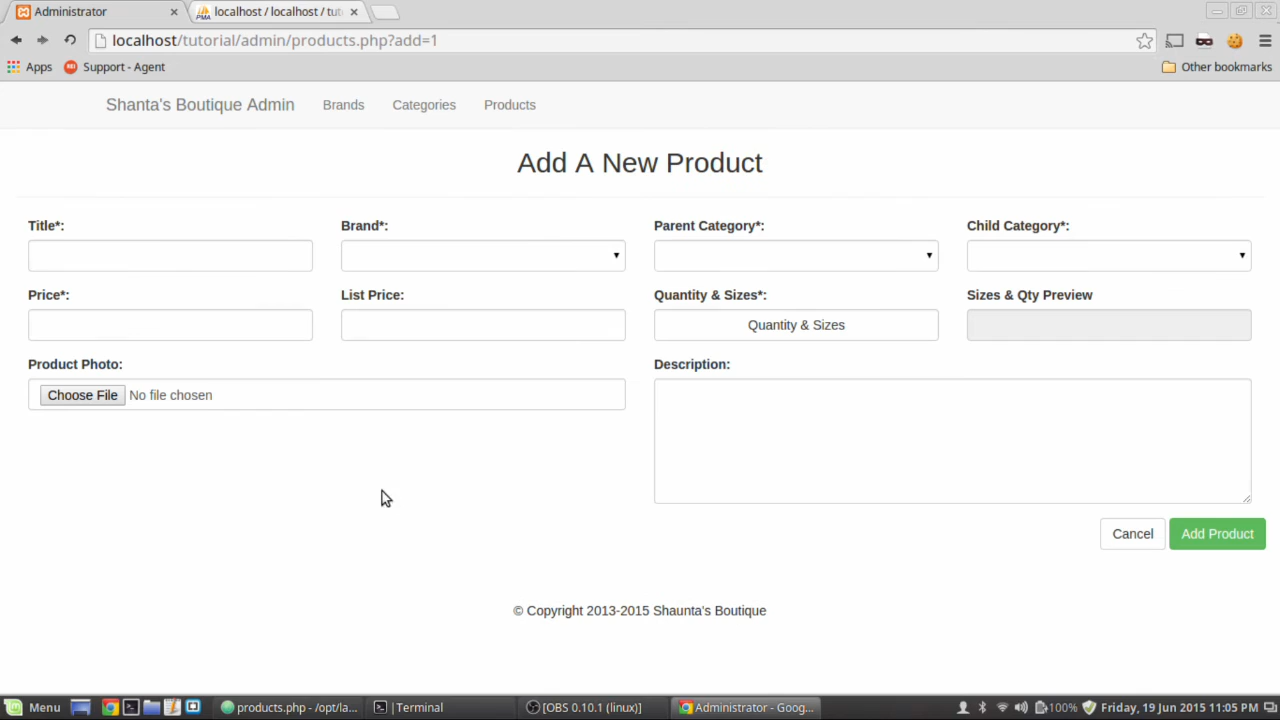 Administrator
localhost / localhost / tut
localhost/tutorial/admin/products.php?add=1
Apps
Support - Agent
Other bookmarks
Shanta's Boutique Admin
Brands
Categories
Products
Add A New Product
Title*:
Brand*:
Parent Category*:
Child Category*:
Price*:
List Price:
Quantity & Sizes*:
Sizes & Qty Preview
Quantity & Sizes
Product Photo:
Description:
Choose File No file chosen
Cancel
Add Product
© Copyright 2013-2015 Shaunta's Boutique
Menu
products.php - /opt/la...
Terminal
[OBS 0.10.1 (linux)]
Administrator - Goog...
100%
Friday, 19 Jun 2015 11:05 PM